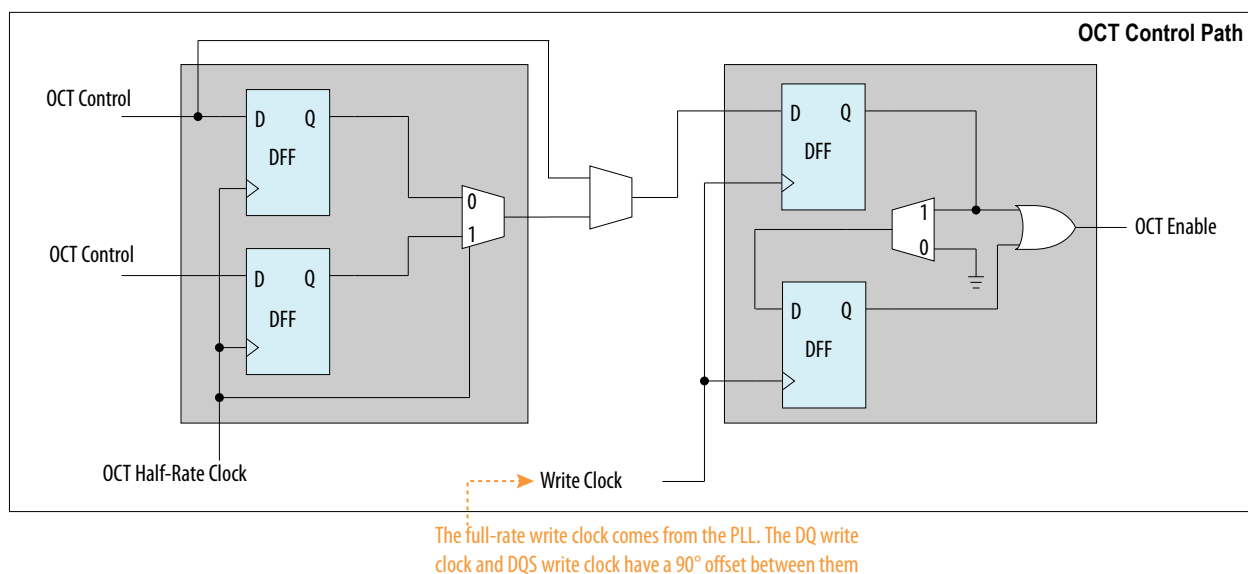 OCT Control Path
OCT Control
D Q
DFF
D Q
DFF
0
1
1
0
OCT Enable
OCT Control
D Q
DFF
D Q
DFF
OCT Half-Rate Clock
Write Clock
The full-rate write clock comes from the PLL. The DQ write
clock and DQS write clock have a 90° offset between them